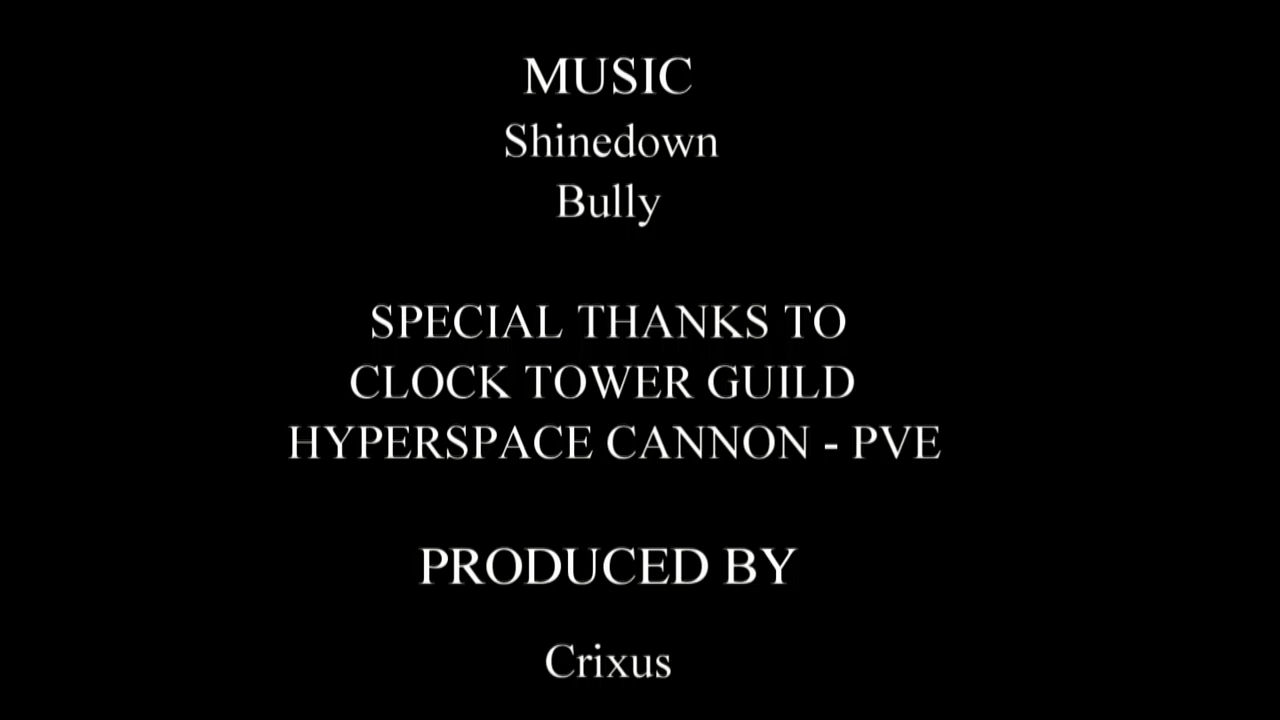 MUSIC
Shinedown
Bully
SPECIAL THANKS TO
CLOCK TOWER GUILD
HYPERSPACE CANNON - PVE
PRODUCED BY
Crixus